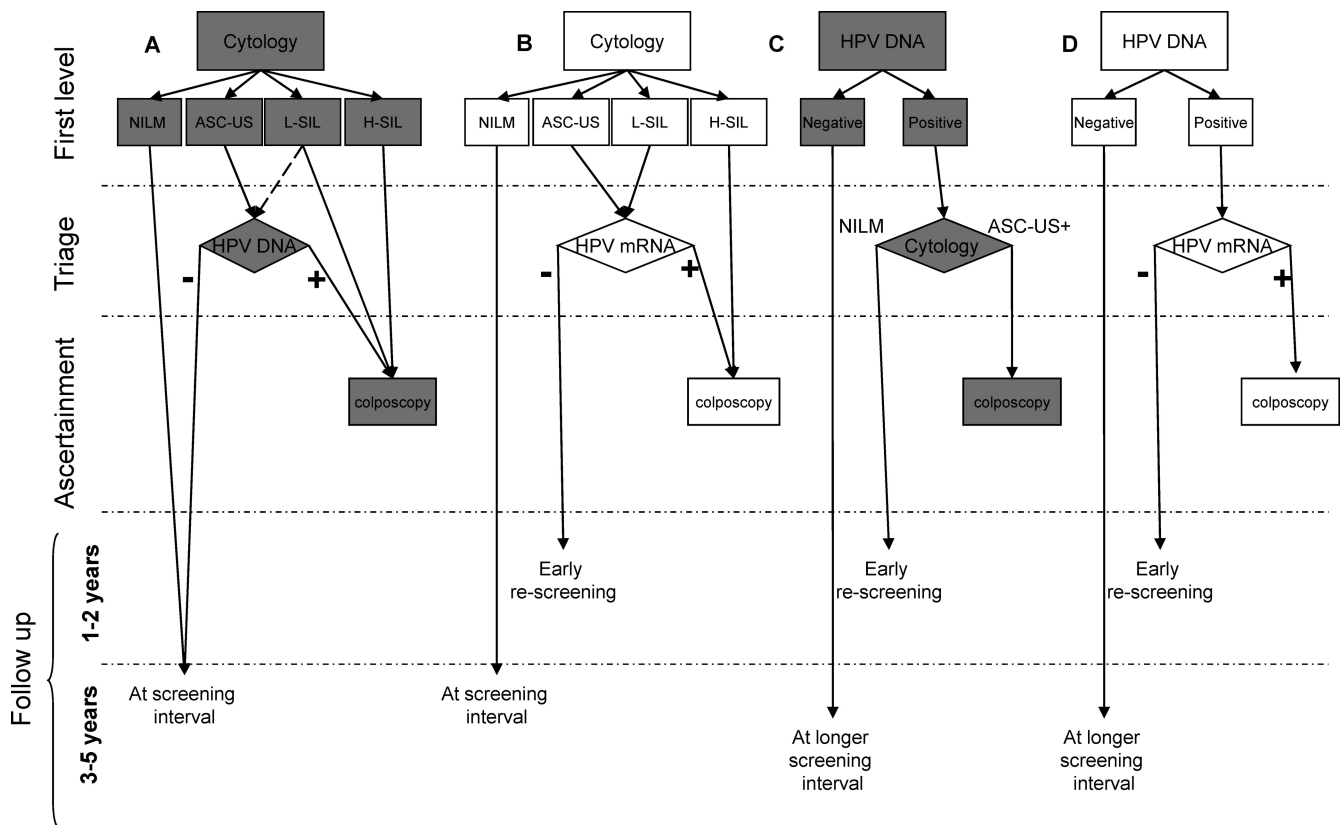 First level
Triage
Ascertainment
Follow up
1-2 years
3-5 years
A
Cytology
NILM
ASC-US
L-SIL
H-SIL
HPV DNA
-
+
colposcopy
At screening
interval
B
Cytology
NILM
ASC-US
L-SIL
H-SIL
HPV mRNA
-
+
colposcopy
Early
re-screening
At screening
interval
C
HPV DNA
Negative
Positive
NILM
Cytology
ASC-US+
colposcopy
Early
re-screening
At longer
screening
interval
D
HPV DNA
Negative
Positive
HPV mRNA
-
+
colposcopy
Early
re-screening
At longer
screening
interval